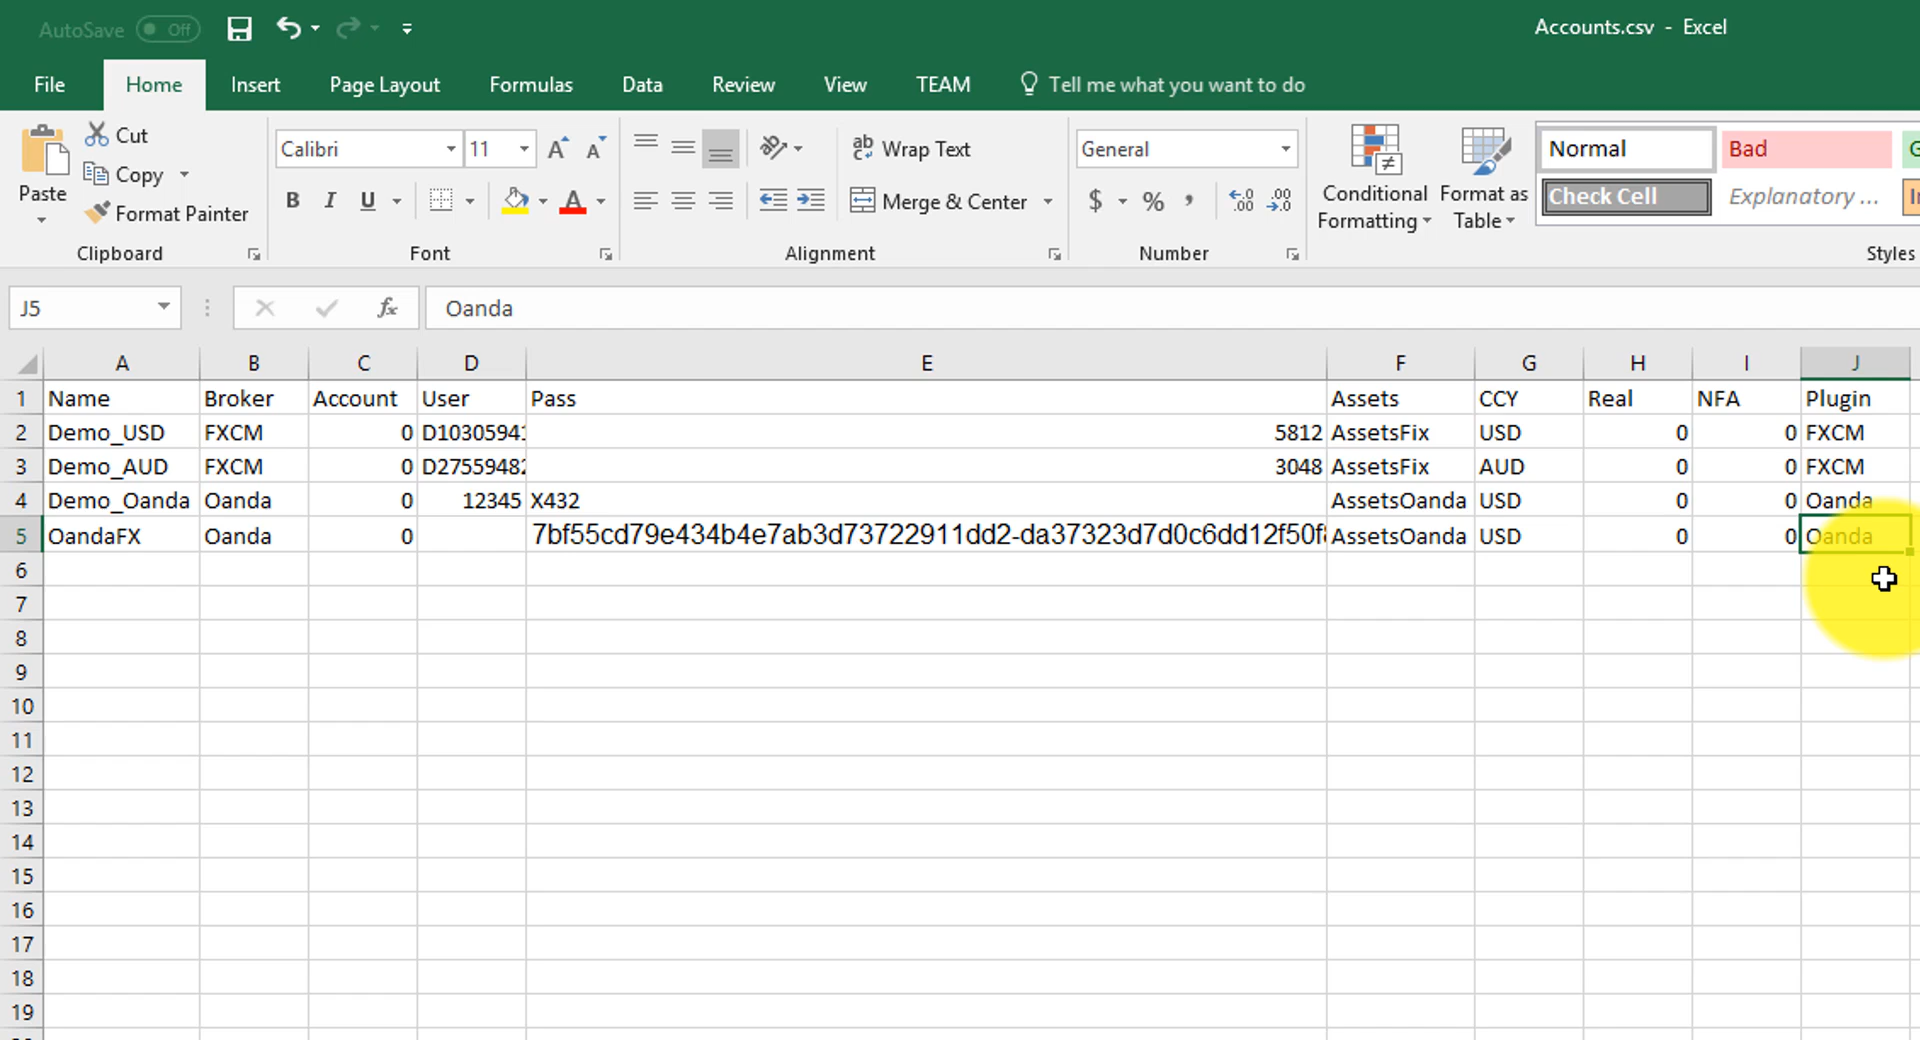 AutoSave Off
Accounts.csv - Excel
File Home Insert Page Layout Formulas Data Review View TEAM Tell me what you want to do
Paste
Cut
Copy
Format Painter
Clipboard
Calibri 11
B I U A
Font
Wrap Text
Merge & Center
Alignment
General
$ % ,
Number
Conditional Formatting
Format as Table
Normal Bad
Check Cell Explanatory ...
Styles
J5 fx Oanda
A B C D E F G H I J
1 Name Broker Account User Pass Assets CCY Real NFA Plugin
2 Demo_USD FXCM 0 D10305941 5812 AssetsFix USD 0 0 FXCM
3 Demo_AUD FXCM 0 D27559482 3048 AssetsFix AUD 0 0 FXCM
4 Demo_Oanda Oanda 0 12345 X432 AssetsOanda USD 0 0 Oanda
5 OandaFX Oanda 0 7bf55cd79e434b4e7ab3d73722911dd2-da37323d7d0c6dd12f50f8 AssetsOanda USD 0 0 Oanda
6
7
8
9
10
11
12
13
14
15
16
17
18
19